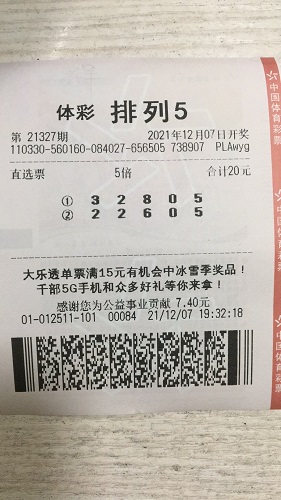 体彩 排列5
第 21327期 2021年12月07日开奖
110330-560160-084027-656505 738907 PLAwyg
直选票 5倍 合计20元
① 3 2 8 0 5
② 2 2 6 0 5
大乐透单票满15元有机会中冰雪季奖品！
千部5G手机和众多好礼等你来拿！
感谢您为公益事业贡献 7.40元
01-012511-101 00084 21/12/07 19:32:18
中国体育彩票
中国体育彩票